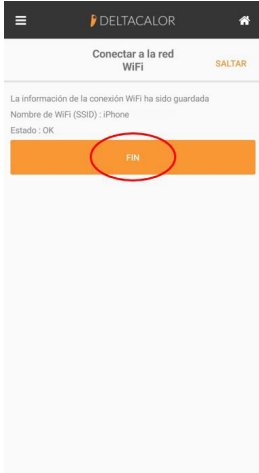 DELTACALOR
Conectar a la red
WiFi
SALTAR
La información de la conexión WiFi ha sido guardada
Nombre de WiFi (SSID) : iPhone
Estado : OK
FIN